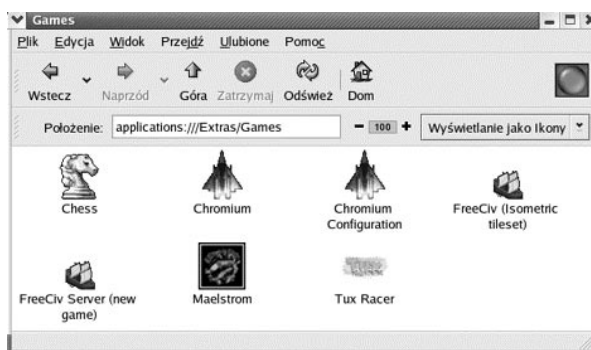 Games
Plik Edycja Widok Przejdź Ulubione Pomoc
Wstecz Naprzód Góra Zatrzymaj Odśwież Dom
Położenie: applications:///Extras/Games 100 Wyświetlanie jako Ikony
Chess Chromium Chromium Configuration FreeCiv (Isometric tileset)
FreeCiv Server (new game) Maelstrom Tux Racer